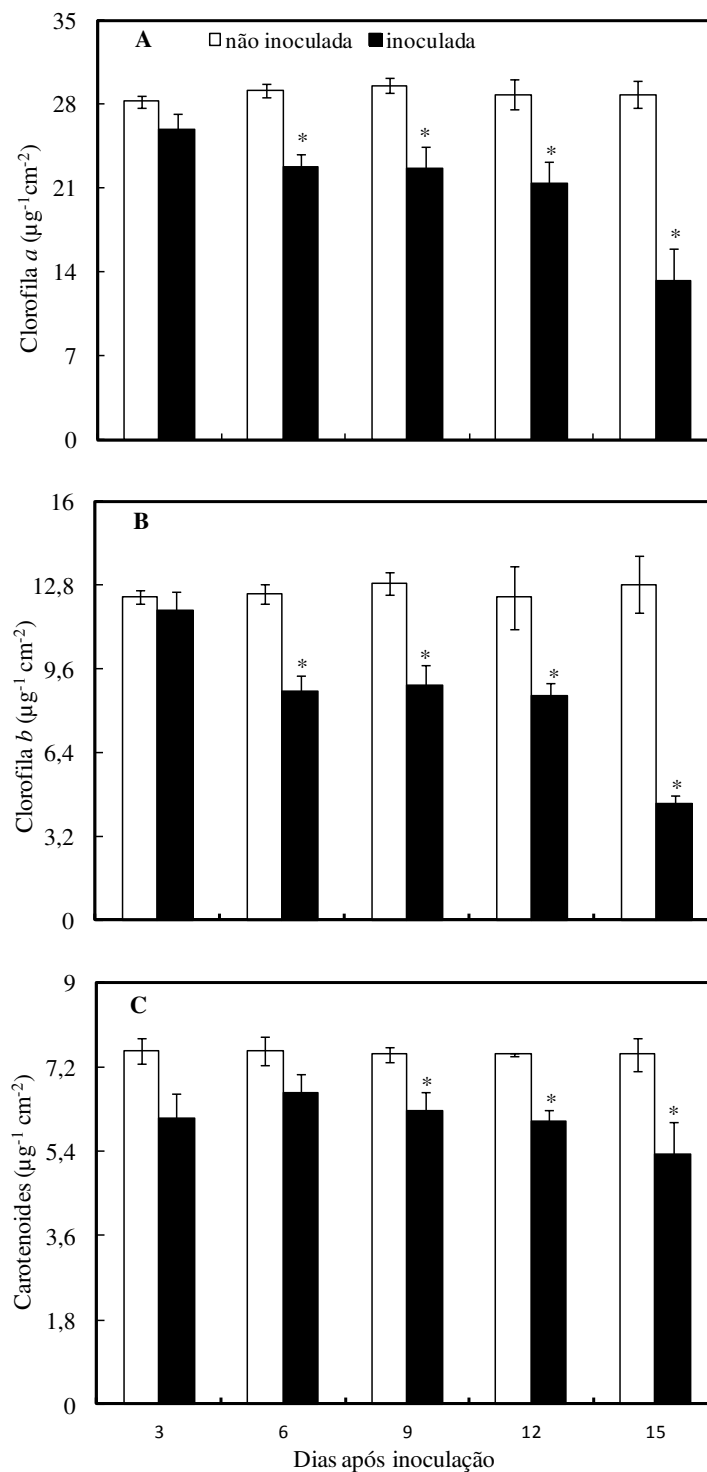 35
A
não inoculada inoculada
28
21
14
7
0
Clorofila a (µg-1cm-2)
* * * *
16
B
12,8
9,6
6,4
3,2
0
Clorofila b (µg-1 cm-2)
* * * *
9
C
7,2
5,4
3,6
1,8
0
Carotenoides (µg-1 cm-2)
* * *
3 6 9 12 15
Dias após inoculação